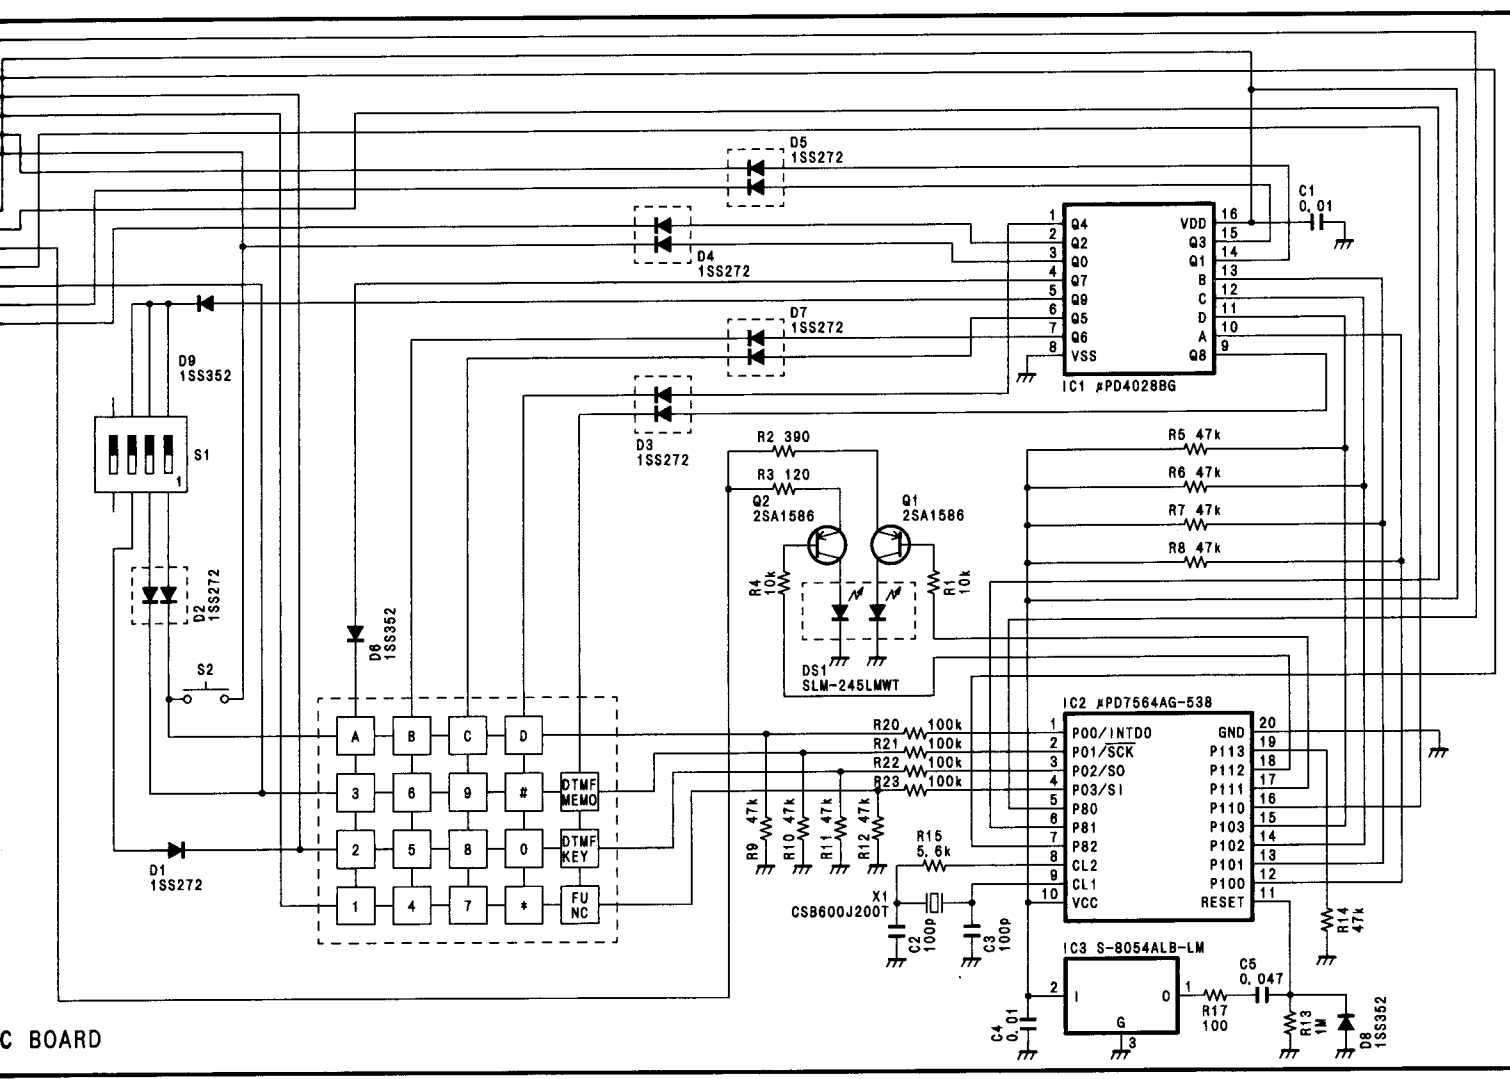 D5
1SS272
D4
1SS272
D7
1SS272
D3
1SS272
D9
1SS352
S1
1
D2
1SS272
S2
D6
1SS352
D1
1SS272
C1
0.01
1 Q4
2 Q2
3 Q0
4 Q7
5 Q9
6 Q5
7 Q6
8 VSS
VDD 16
Q3 15
Q1 14
B 13
C 12
D 11
A 10
Q8 9
IC1 μPD4028BG
R2 390
R3 120
Q2
2SA1586
Q1
2SA1586
R4
10k
R1
10k
DS1
SLM-245LMWT
R5 47k
R6 47k
R7 47k
R8 47k
A B C D
3 6 9 # DTMF MEMO
2 5 8 0 DTMF KEY
1 4 7 * FUNC
R20 100k
R21 100k
R22 100k
R23 100k
R9 47k
R10 47k
R11 47k
R12 47k
R15
5.6k
X1
CSB600J200T
C2
100p
C3
100p
IC2 μPD7564AG-538
1 P00/INTD0
2 P01/SCK
3 P02/SO
4 P03/SI
5 P80
6 P81
7 P82
8 CL2
9 CL1
10 VCC
GND 20
P113 19
P112 18
P111 17
P110 16
P103 15
P102 14
P101 13
P100 12
RESET 11
R14
47k
IC3 S-8054ALB-LM
2 I
O 1
G
3
C4
0.01
R17
100
C5
0.047
R13
1M
D8
1SS352
C BOARD